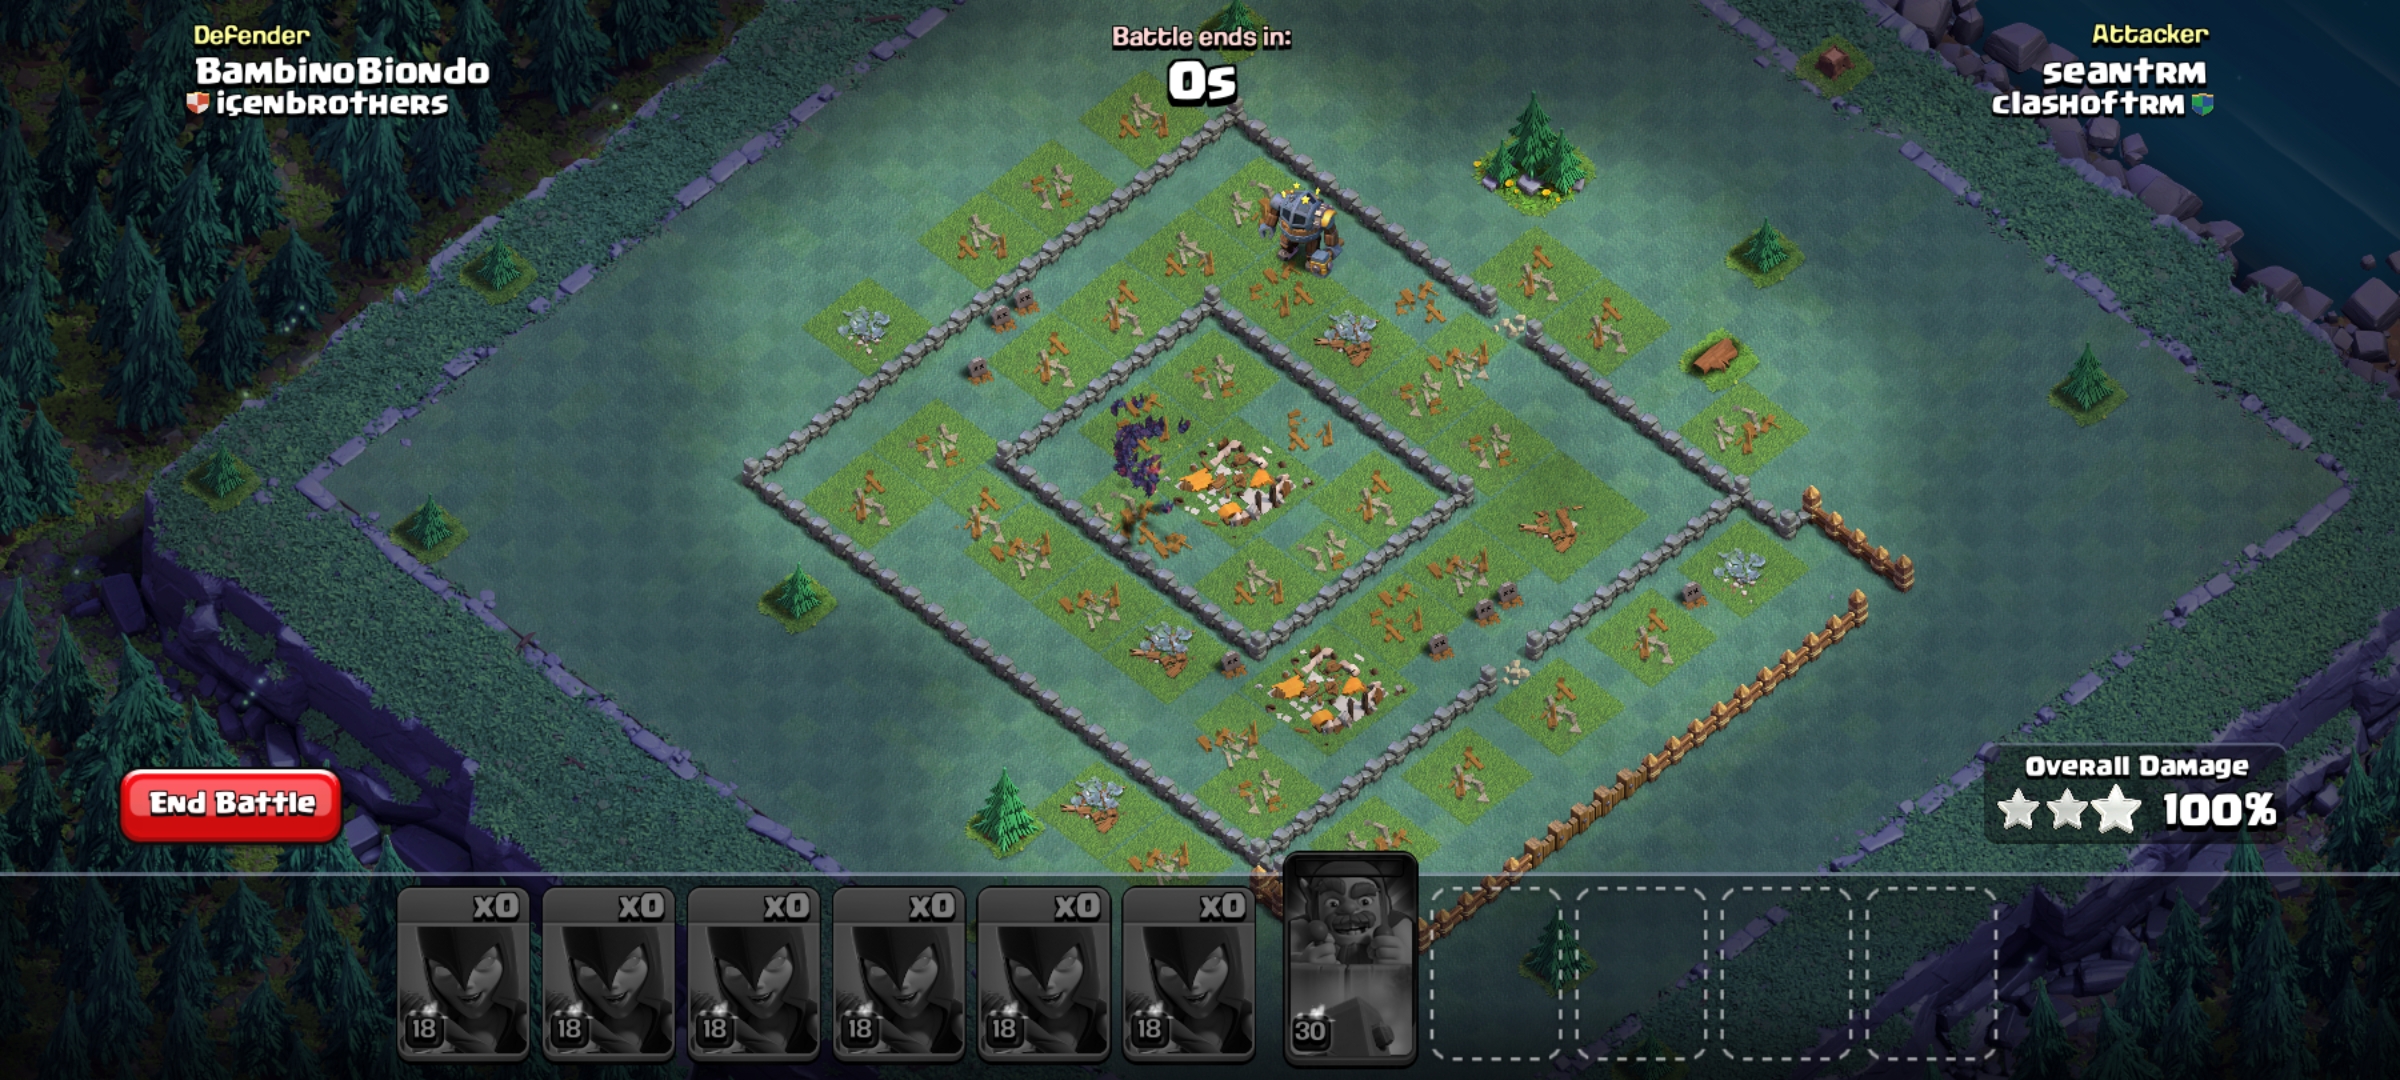 Defender
BambinoBiondo
içenbrothers
Battle ends in:
0s
Attacker
seantrm
clashoftrm
End Battle
Overall Damage
100%
x0
x0
x0
x0
x0
x0
18
18
18
18
18
18
30